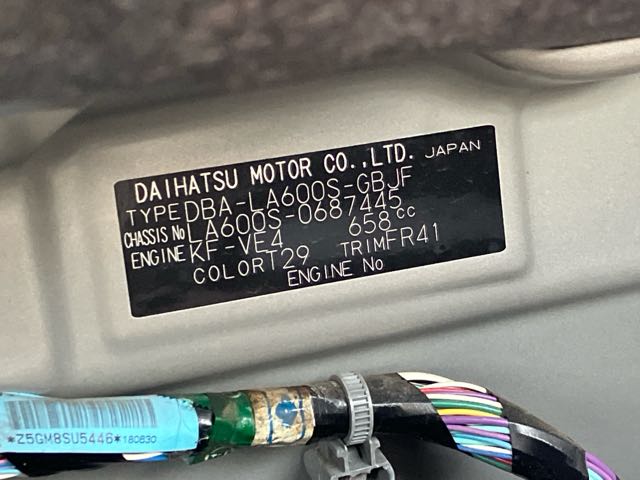 DAIHATSU MOTOR CO.,LTD. JAPAN
TYPE DBA-LA600S-GBJF
CHASSIS No LA600S-0687445
ENGINE KF-VE4 658cc
COLOR T29 TRIM FR41
ENGINE No
*Z5GM8SU5446* 180830